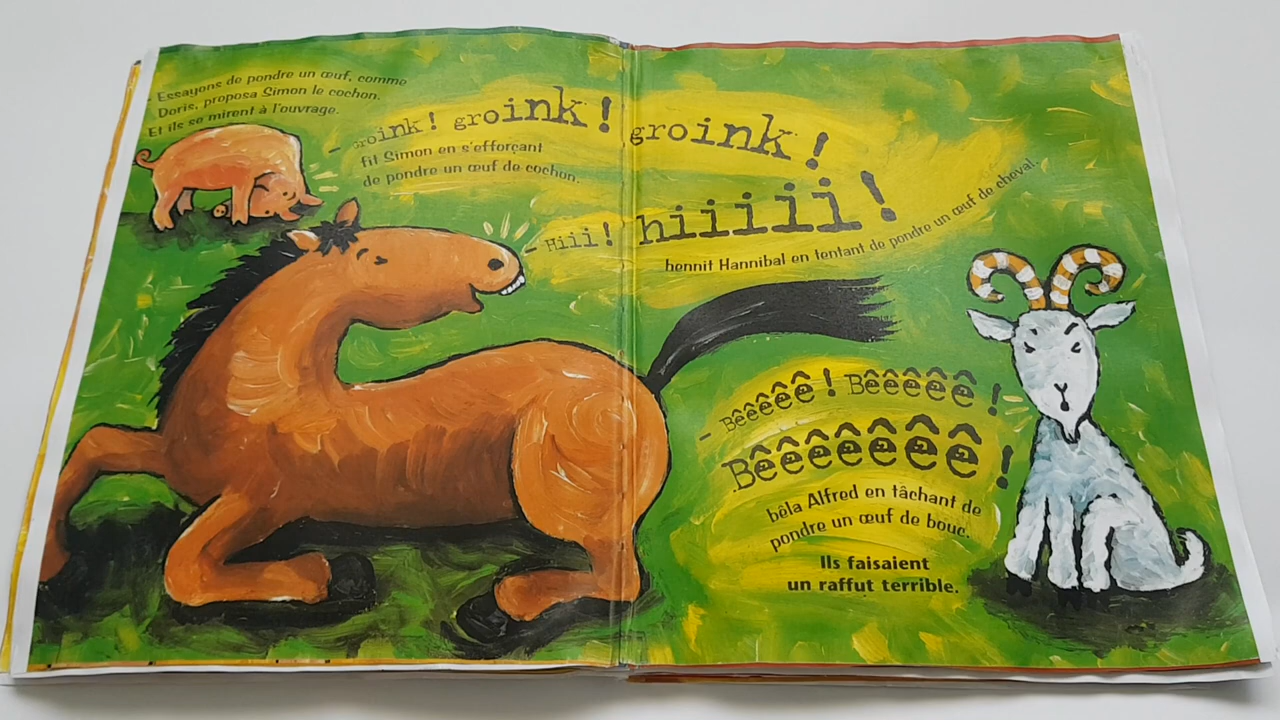 - Essayons de pondre un œuf, comme
Doris, proposa Simon le cochon.
Et ils se mirent à l'ouvrage.
- Groink! groink! groink!
fit Simon en s'efforçant
de pondre un œuf de cochon.
- Hiii! hiiiii!
hennit Hannibal en tentant de pondre un œuf de cheval.
- Bêêêêê! Bêêêêê!
Bêêêêêêê!
bêla Alfred en tâchant de
pondre un œuf de bouc.
Ils faisaient
un raffut terrible.